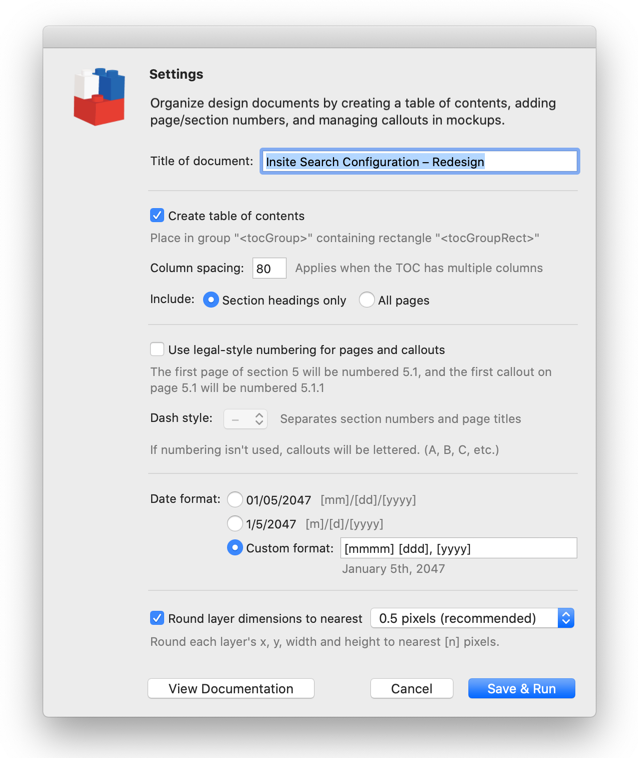 Settings
Organize design documents by creating a table of contents, adding
page/section numbers, and managing callouts in mockups.
Title of document: Insite Search Configuration – Redesign
Create table of contents
Place in group "<tocGroup>" containing rectangle "<tocGroupRect>"
Column spacing: 80 Applies when the TOC has multiple columns
Include: Section headings only All pages
Use legal-style numbering for pages and callouts
The first page of section 5 will be numbered 5.1, and the first callout on
page 5.1 will be numbered 5.1.1
Dash style: – Separates section numbers and page titles
If numbering isn't used, callouts will be lettered. (A, B, C, etc.)
Date format: 01/05/2047 [mm]/[dd]/[yyyy]
1/5/2047 [m]/[d]/[yyyy]
Custom format: [mmmm] [ddd], [yyyy]
January 5th, 2047
Round layer dimensions to nearest 0.5 pixels (recommended)
Round each layer's x, y, width and height to nearest [n] pixels.
View Documentation Cancel Save & Run